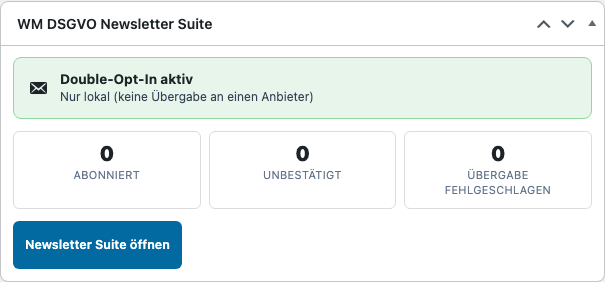 WM DSGVO Newsletter Suite
Double-Opt-In aktiv
Nur lokal (keine Übergabe an einen Anbieter)
0
ABONNIERT
0
UNBESTÄTIGT
0
ÜBERGABE
FEHLGESCHLAGEN
Newsletter Suite öffnen